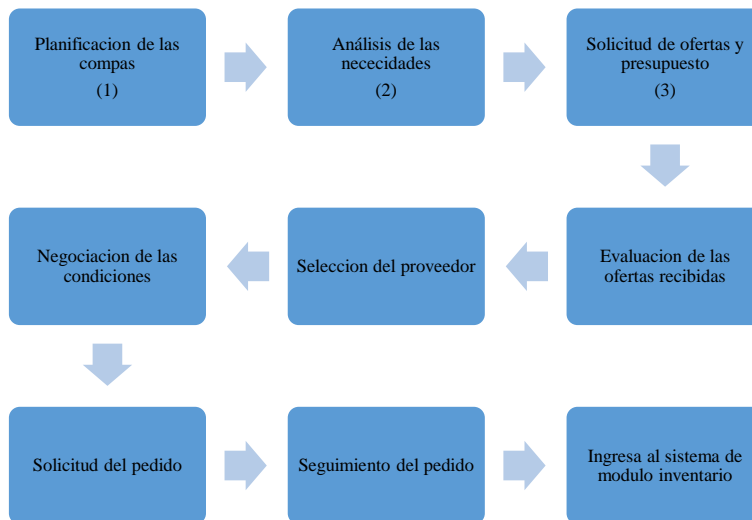 Planificacion de las
compas
(1)
Análisis de las
nececidades
(2)
Solicitud de ofertas y
presupuesto
(3)
Evaluacion de las
ofertas recibidas
Seleccion del proveedor
Negociacion de las
condiciones
Solicitud del pedido
Seguimiento del pedido
Ingresa al sistema de
modulo inventario